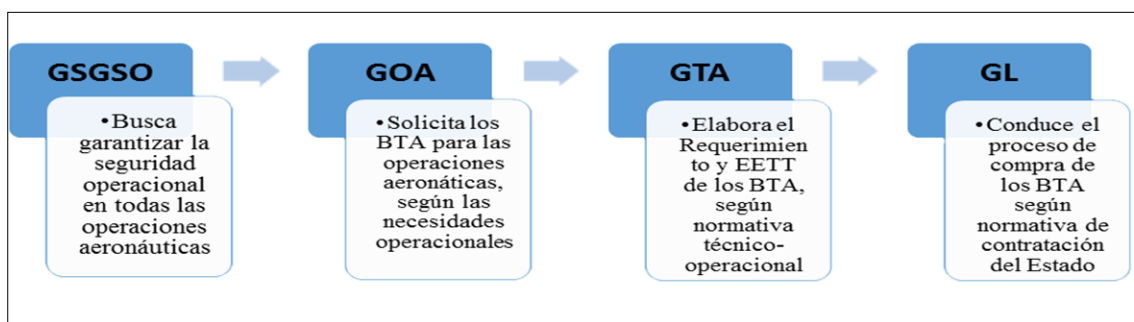 GSGSO
•Busca
garantizar la
seguridad
operacional
en todas las
operaciones
aeronáuticas
GOA
•Solicita los
BTA para las
operaciones
aeronáticas,
según las
necesidades
operacionales
GTA
•Elabora el
Requerimien
to y EETT
de los BTA,
según
normativa
técnico-
operacional
GL
•Conduce el
proceso de
compra de
los BTA
según
normativa de
contratación
del Estado